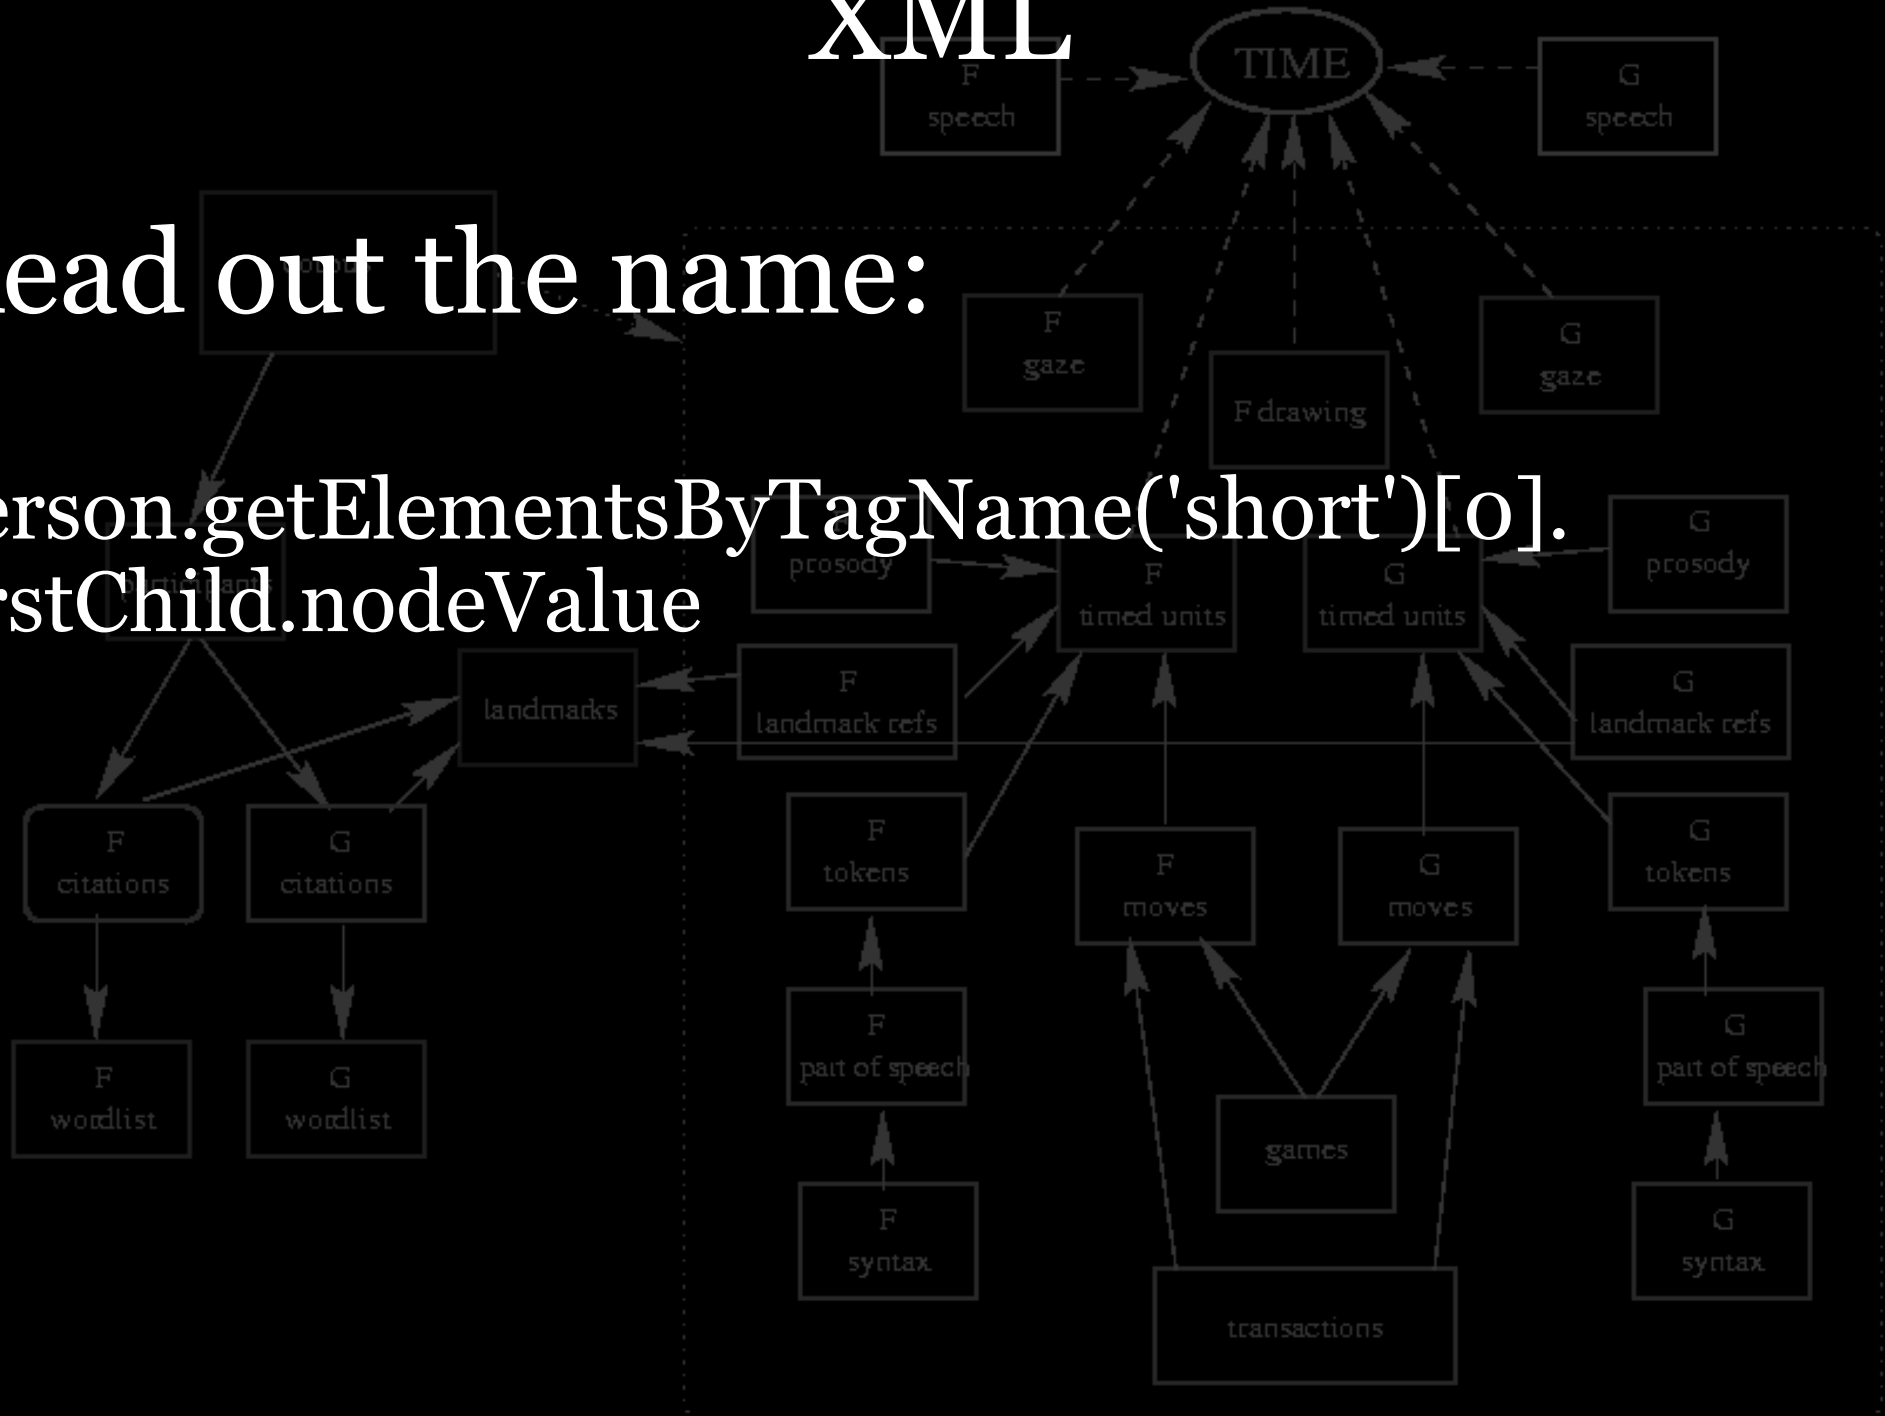 XML
ead out the name:
erson.getElementsByTagName('short')[0].
rstChild.nodeValue
TIME
F
speech
G
speech
F
gaze
G
gaze
F drawing
participants
prosody
F
timed units
G
timed units
G
prosody
landmarks
F
landmark refs
G
landmark refs
F
citations
G
citations
F
tokens
F
moves
G
moves
G
tokens
F
wordlist
G
wordlist
F
part of speech
G
part of speech
games
F
syntax
G
syntax
transactions